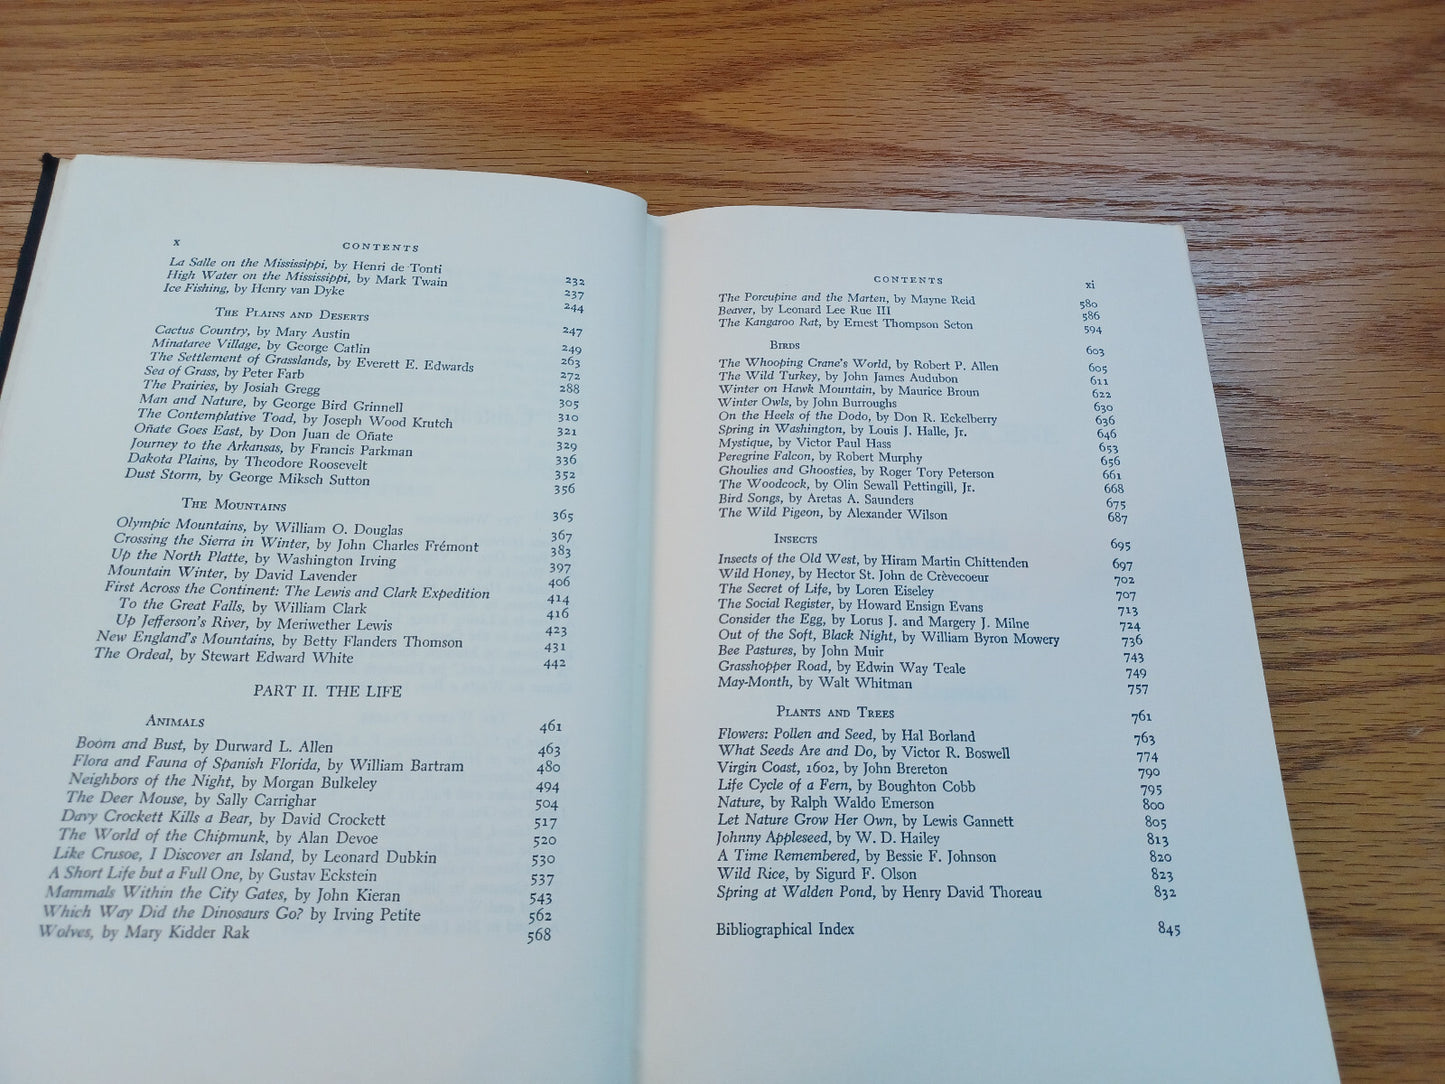 x CONTENTS
La Salle on the Mississippi, by Henri de Tonti 232
High Water on the Mississippi, by Mark Twain 237
Ice Fishing, by Henry van Dyke 244
The Plains and Deserts 247
Cactus Country, by Mary Austin 249
Minataree Village, by George Catlin 263
The Settlement of Grasslands, by Everett E. Edwards 272
Sea of Grass, by Peter Farb 288
The Prairies, by Josiah Gregg 305
Man and Nature, by George Bird Grinnell 310
The Contemplative Toad, by Joseph Wood Krutch 321
Oñate Goes East, by Don Juan de Oñate 329
Journey to the Arkansas, by Francis Parkman 336
Dakota Plains, by Theodore Roosevelt 352
Dust Storm, by George Miksch Sutton 356
The Mountains 365
Olympic Mountains, by William O. Douglas 367
Crossing the Sierra in Winter, by John Charles Frémont 383
Up the North Platte, by Washington Irving 397
Mountain Winter, by David Lavender 406
First Across the Continent: The Lewis and Clark Expedition 414
To the Great Falls, by William Clark 416
Up Jefferson's River, by Meriwether Lewis 423
New England's Mountains, by Betty Flanders Thomson 431
The Ordeal, by Stewart Edward White 442
PART II. THE LIFE
Animals 461
Boom and Bust, by Durward L. Allen 463
Flora and Fauna of Spanish Florida, by William Bartram 480
Neighbors of the Night, by Morgan Bulkeley 494
The Deer Mouse, by Sally Carrighar 504
Davy Crockett Kills a Bear, by David Crockett 517
The World of the Chipmunk, by Alan Devoe 520
Like Crusoe, I Discover an Island, by Leonard Dubkin 530
A Short Life but a Full One, by Gustav Eckstein 537
Mammals Within the City Gates, by John Kieran 543
Which Way Did the Dinosaurs Go? by Irving Petite 562
Wolves, by Mary Kidder Rak 568
CONTENTS xi
The Porcupine and the Marten, by Mayne Reid 580
Beaver, by Leonard Lee Rue III 586
The Kangaroo Rat, by Ernest Thompson Seton 594
Birds 603
The Whooping Crane's World, by Robert P. Allen 605
The Wild Turkey, by John James Audubon 611
Winter on Hawk Mountain, by Maurice Broun 622
Winter Owls, by John Burroughs 630
On the Heels of the Dodo, by Don R. Eckelberry 636
Spring in Washington, by Louis J. Halle, Jr. 646
Mystique, by Victor Paul Hass 653
Peregrine Falcon, by Robert Murphy 656
Ghoulies and Ghoosties, by Roger Tory Peterson 661
The Woodcock, by Olin Sewall Pettingill, Jr. 668
Bird Songs, by Aretas A. Saunders 675
The Wild Pigeon, by Alexander Wilson 687
Insects 695
Insects of the Old West, by Hiram Martin Chittenden 697
Wild Honey, by Hector St. John de Crèvecoeur 702
The Secret of Life, by Loren Eiseley 707
The Social Register, by Howard Ensign Evans 713
Consider the Egg, by Lorus J. and Margery J. Milne 724
Out of the Soft, Black Night, by William Byron Mowery 736
Bee Pastures, by John Muir 743
Grasshopper Road, by Edwin Way Teale 749
May-Month, by Walt Whitman 757
Plants and Trees 761
Flowers: Pollen and Seed, by Hal Borland 763
What Seeds Are and Do, by Victor R. Boswell 774
Virgin Coast, 1602, by John Brereton 790
Life Cycle of a Fern, by Boughton Cobb 795
Nature, by Ralph Waldo Emerson 800
Let Nature Grow Her Own, by Lewis Gannett 805
Johnny Appleseed, by W. D. Hailey 813
A Time Remembered, by Bessie F. Johnson 820
Wild Rice, by Sigurd F. Olson 823
Spring at Walden Pond, by Henry David Thoreau 832
Bibliographical Index 845